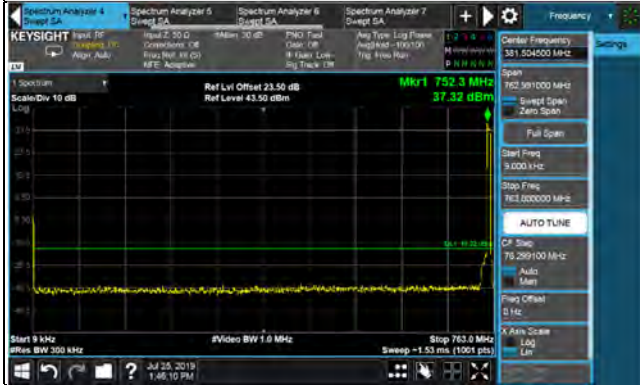 Spectrum Analyzer 4
Swept SA
Spectrum Analyzer 5
Swept SA
Spectrum Analyzer 6
Swept SA
Spectrum Analyzer 7
Swept SA
Frequency
KEYSIGHT
Input: RF
Coupling: DC
Align: Auto
Input Z: 50 Ω
Corrections: Off
Freq Ref: Int (S)
NFE: Adaptive
#Atten: 30 dB
PNO: Fast
Gate: Off
IF Gain: Low
Sig Track: Off
Avg Type: Log Power
Avg|Hold:>100/100
Trig: Free Run
1 Spectrum
Scale/Div 10 dB
Log
Ref Lvl Offset 23.50 dB
Ref Level 43.50 dBm
Mkr1 752.3 MHz
37.32 dBm
Start 9 kHz
#Res BW 300 kHz
#Video BW 1.0 MHz
Stop 763.0 MHz
Sweep ~1.53 ms (1001 pts)
Jul 25, 2019
1:46:10 PM
Center Frequency
381.504500 MHz
Settings
Span
762.991000 MHz
Swept Span
Zero Span
Full Span
Start Freq
9.000 kHz
Stop Freq
763.000000 MHz
AUTO TUNE
CF Step
76.299100 MHz
Auto
Man
Freq Offset
0 Hz
X Axis Scale
Log
Lin